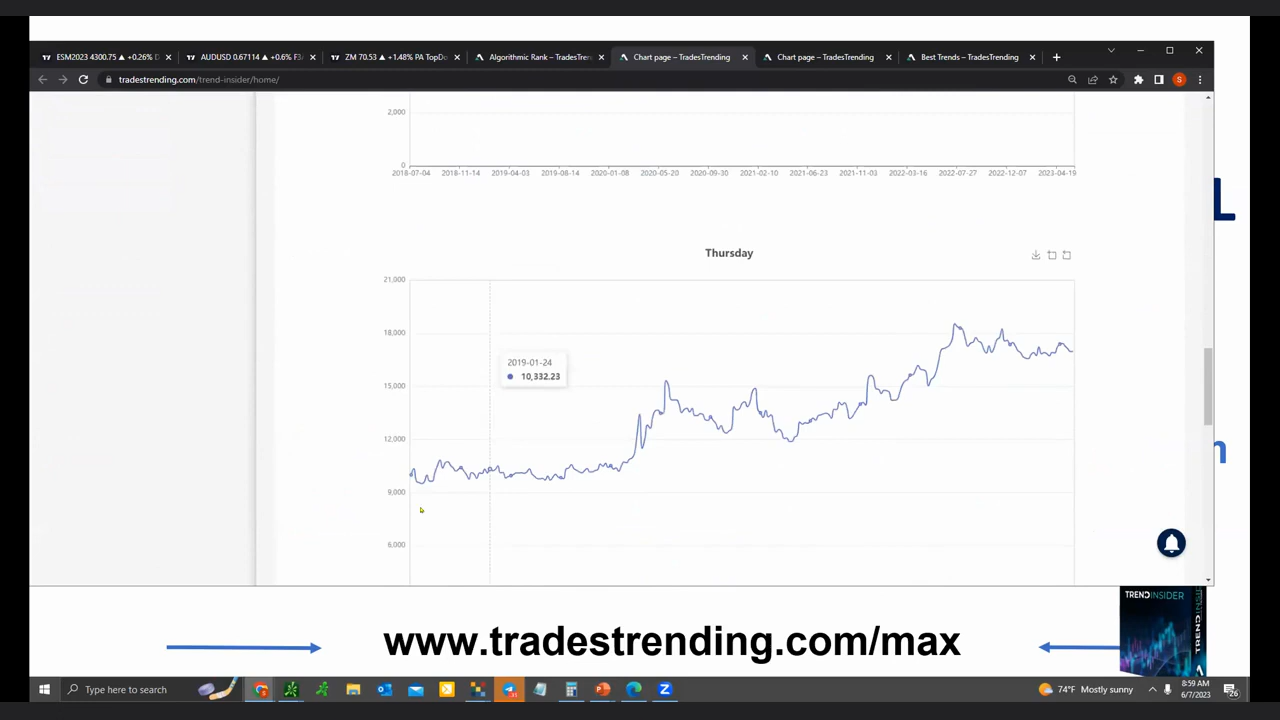 ESM2023 4300.75 ▲ +0.26% D
AUDUSD 0.67114 ▲ +0.6% F3/
ZM 70.53 ▲ +1.48% PA TopDo
Algorithmic Rank – TradesTren
Chart page – TradesTrending
Chart page – TradesTrending
Best Trends – TradesTrending
tradestrending.com/trend-insider/home/
S
2,000
0
2018-07-04 2018-11-14 2019-04-03 2019-08-14 2020-01-08 2020-05-20 2020-09-30 2021-02-10 2021-06-23 2021-11-03 2022-03-16 2022-07-27 2022-12-07 2023-04-19
L
Thursday
21,000
18,000
2019-01-24
10,332.23
15,000
12,000
9,000
6,000
TRENDINSIDER
www.tradestrending.com/max
Type here to search
74°F Mostly sunny
8:59 AM
6/7/2023
26